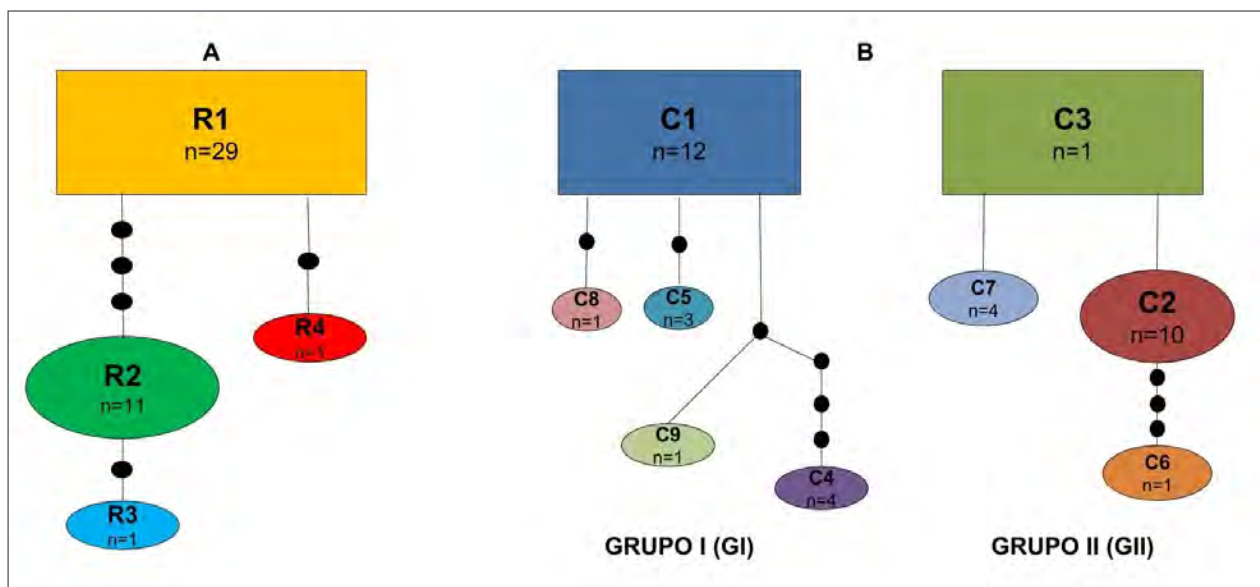 A
R1
n=29
R2
n=11
R3
n=1
R4
n=1
B
C1
n=12
C8
n=1
C5
n=3
C9
n=1
C4
n=4
GRUPO I (GI)
C3
n=1
C7
n=4
C2
n=10
C6
n=1
GRUPO II (GII)